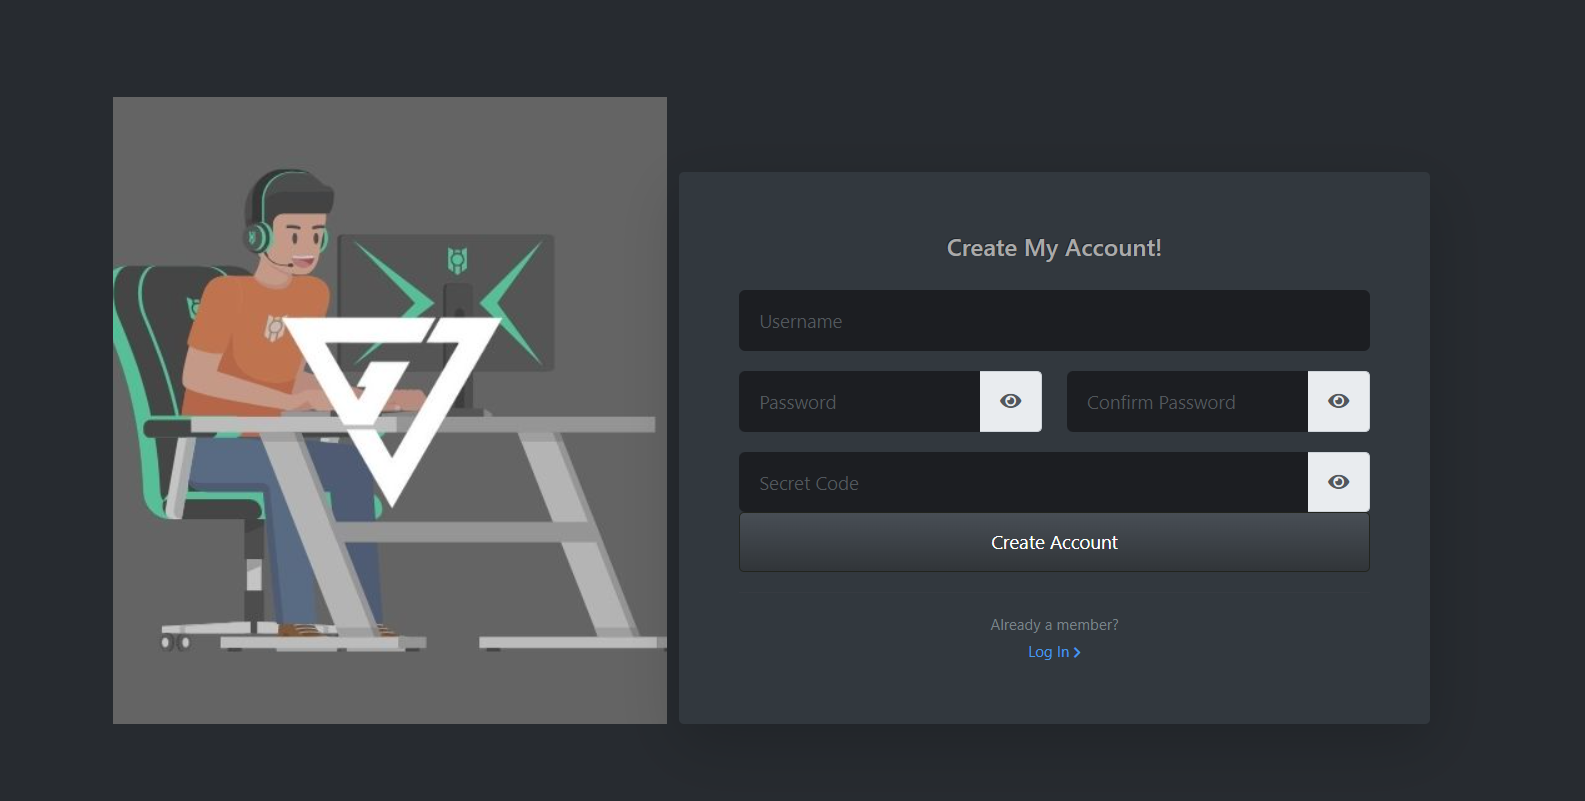 Create My Account!
Username
Password
Confirm Password
Secret Code
Create Account
Already a member?
Log In